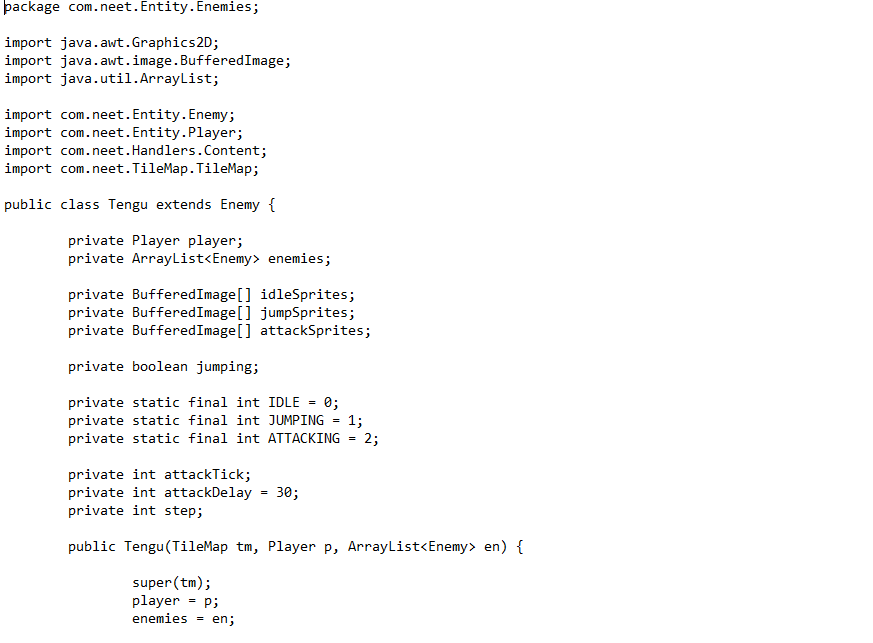 package com.neet.Entity.Enemies;

import java.awt.Graphics2D;
import java.awt.image.BufferedImage;
import java.util.ArrayList;

import com.neet.Entity.Enemy;
import com.neet.Entity.Player;
import com.neet.Handlers.Content;
import com.neet.TileMap.TileMap;

public class Tengu extends Enemy {

	private Player player;
	private ArrayList<Enemy> enemies;

	private BufferedImage[] idleSprites;
	private BufferedImage[] jumpSprites;
	private BufferedImage[] attackSprites;

	private boolean jumping;

	private static final int IDLE = 0;
	private static final int JUMPING = 1;
	private static final int ATTACKING = 2;

	private int attackTick;
	private int attackDelay = 30;
	private int step;

	public Tengu(TileMap tm, Player p, ArrayList<Enemy> en) {

		super(tm);
		player = p;
		enemies = en;